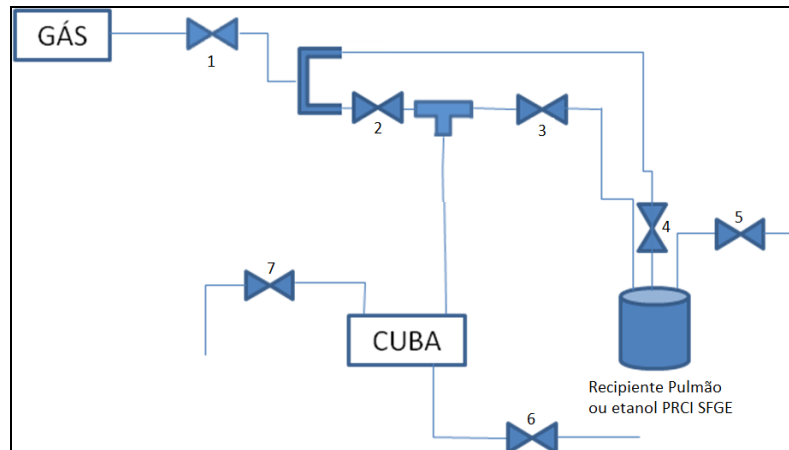 GÁS
1
2
3
4
5
7
CUBA
Recipiente Pulmão
ou etanol PRCI SFGE
6